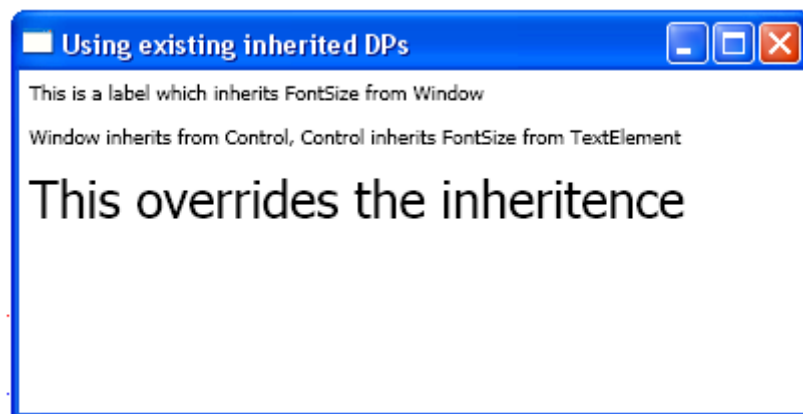 Using existing inherited DPs
This is a label which inherits FontSize from Window
Window inherits from Control, Control inherits FontSize from TextElement
This overrides the inheritence